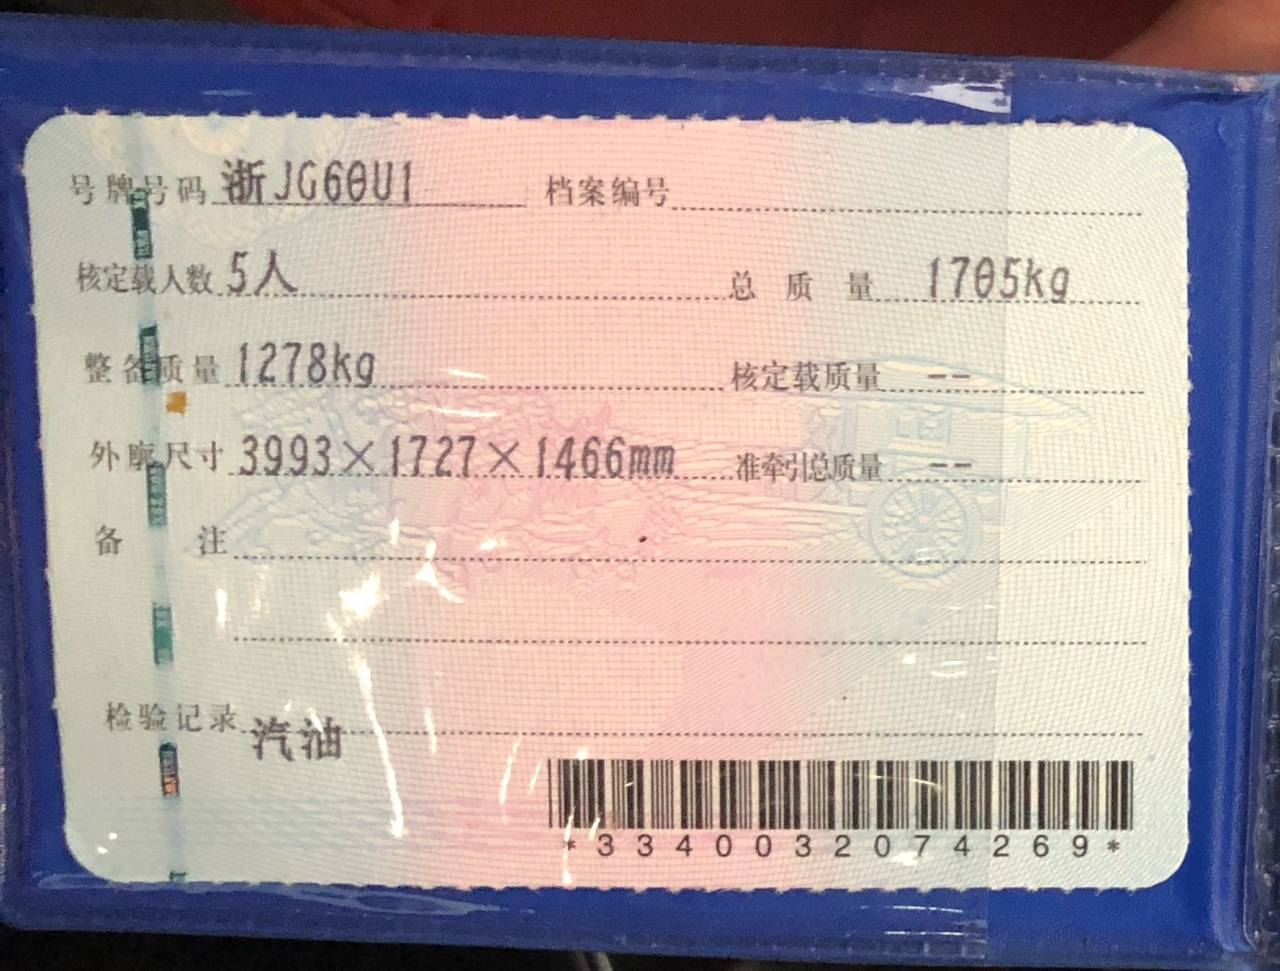 号牌号码 浙JG60U1 档案编号
核定载人数 5人 总质量 1705kg
整备质量 1278kg 核定载质量 --
外廓尺寸 3993×1727×1466mm 准牵引总质量 --
备注
检验记录 汽油
*3340032074269*